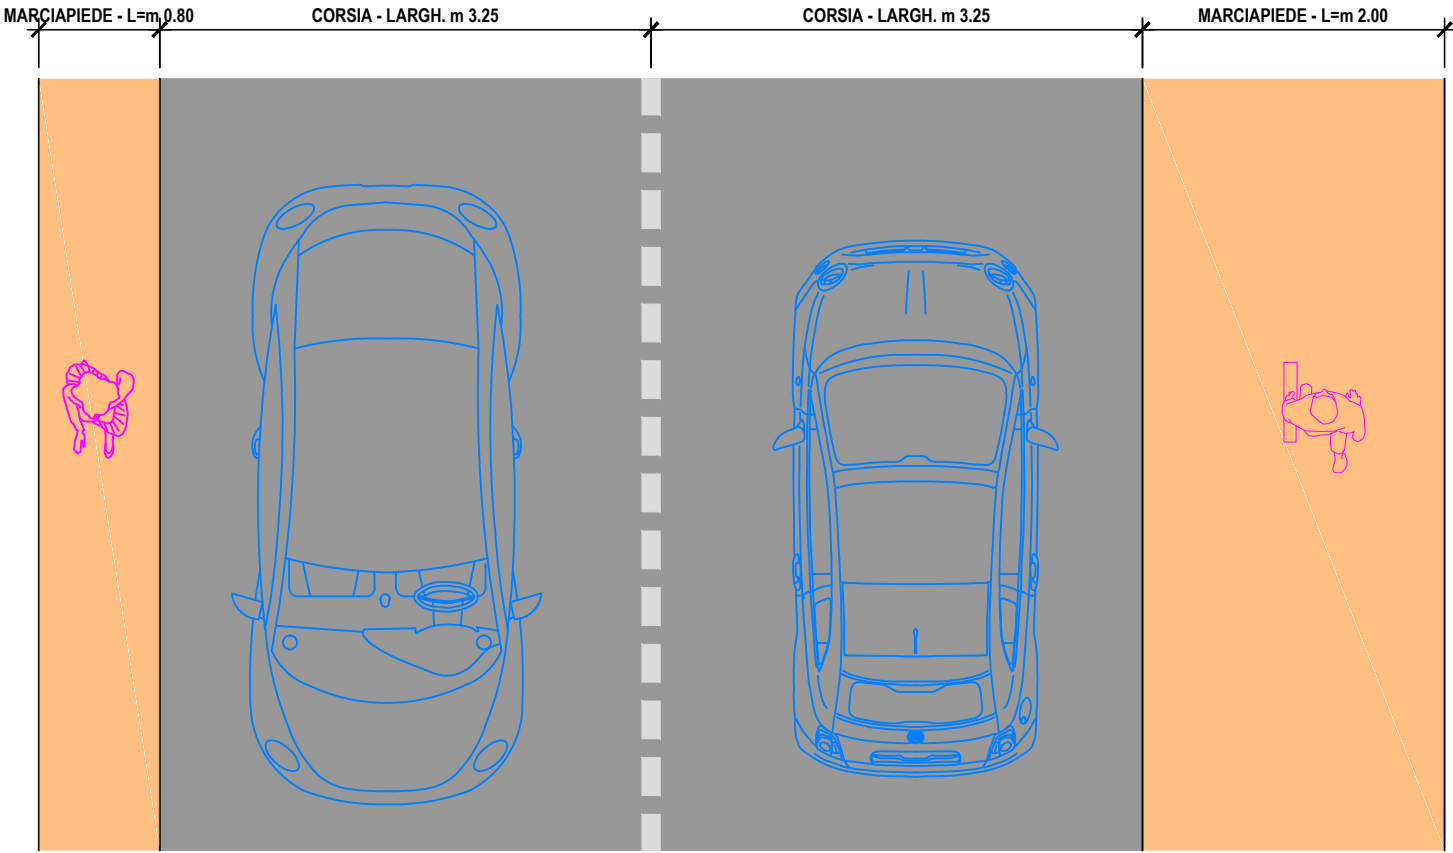 MARCIAPIEDE - L=m 0.80
CORSIA - LARGH. m 3.25
CORSIA - LARGH. m 3.25
MARCIAPIEDE - L=m 2.00